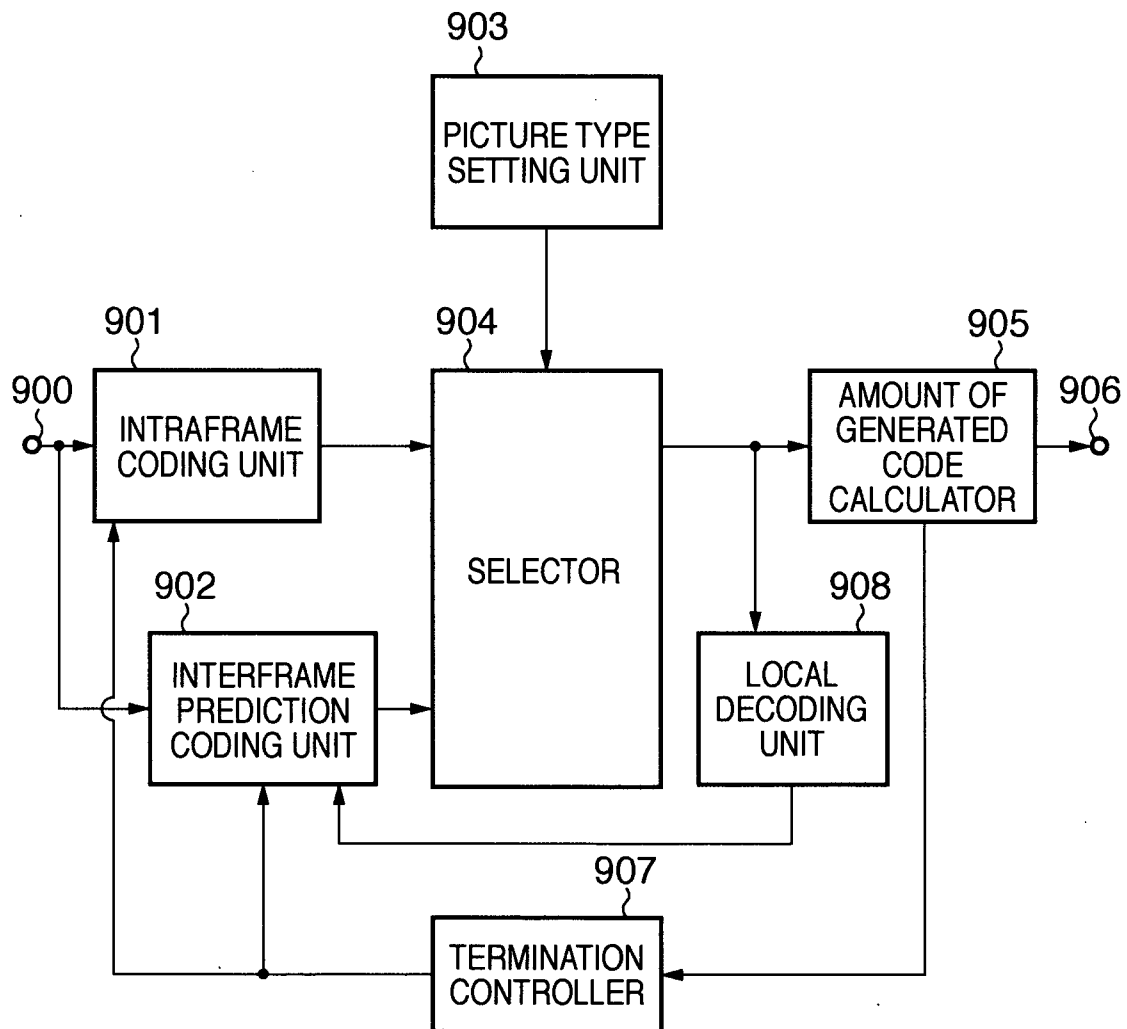 903
PICTURE TYPE
SETTING UNIT
901
904
905
900
906
INTRAFRAME
CODING UNIT
AMOUNT OF
GENERATED
CODE
CALCULATOR
SELECTOR
902
908
INTERFRAME
PREDICTION
CODING UNIT
LOCAL
DECODING
UNIT
907
TERMINATION
CONTROLLER